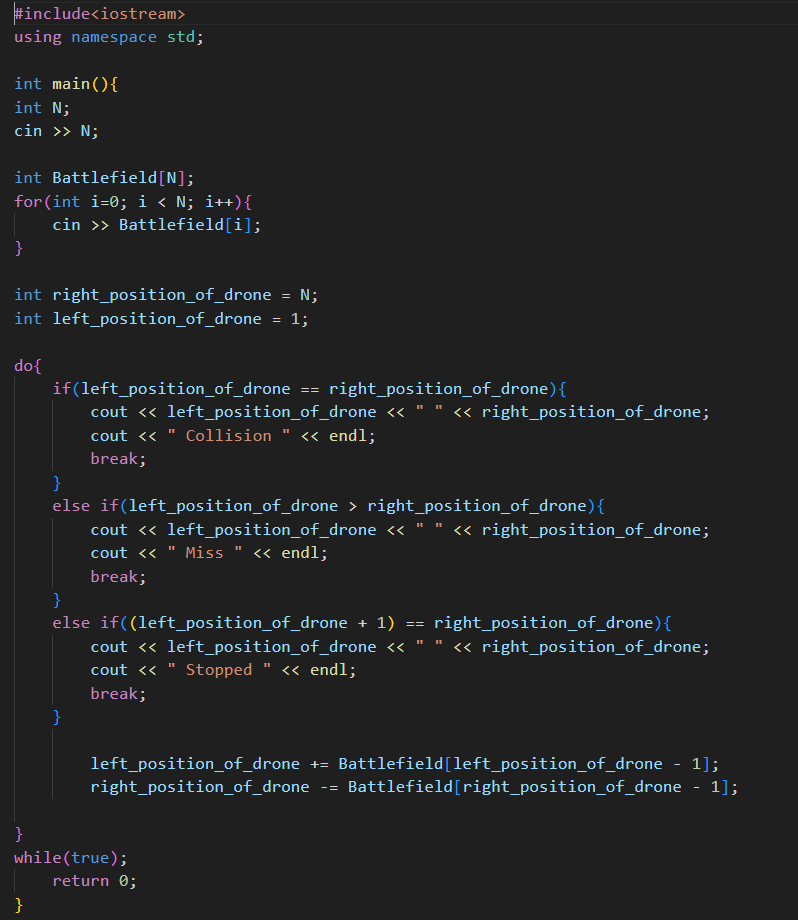 #include<iostream>
using namespace std;

int main(){
int N;
cin >> N;

int Battlefield[N];
for(int i=0; i < N; i++){
    cin >> Battlefield[i];
}

int right_position_of_drone = N;
int left_position_of_drone = 1;

do{
    if(left_position_of_drone == right_position_of_drone){
        cout << left_position_of_drone << " " << right_position_of_drone;
        cout << " Collision " << endl;
        break;
    }
    else if(left_position_of_drone > right_position_of_drone){
        cout << left_position_of_drone << " " << right_position_of_drone;
        cout << " Miss " << endl;
        break;
    }
    else if((left_position_of_drone + 1) == right_position_of_drone){
        cout << left_position_of_drone << " " << right_position_of_drone;
        cout << " Stopped " << endl;
        break;
    }

        left_position_of_drone += Battlefield[left_position_of_drone - 1];
        right_position_of_drone -= Battlefield[right_position_of_drone - 1];

}
while(true);
    return 0;
}